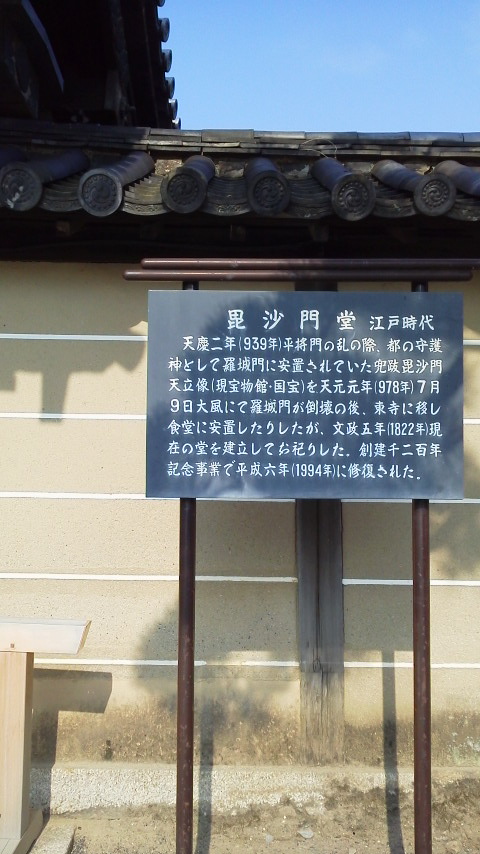 毘沙門堂 江戸時代
天慶二年(939年)平将門の乱の際、都の守護
神として羅城門に安置されていた兜跋毘沙門
天立像(現宝物館・国宝)を天元元年(978年)7月
9日大風にて羅城門が倒壊の後、東寺に移し
食堂に安置したりしたが、文政五年(1822年)現
在の堂を建立してお祀りした。創建千二百年
記念事業で平成六年(1994年)に修復された。